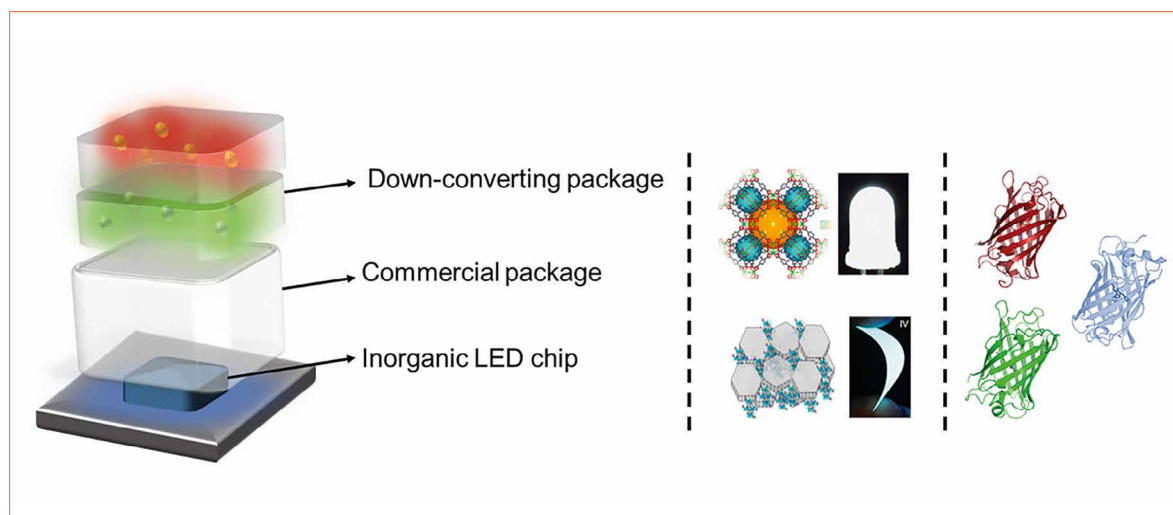 Down-converting package
Commercial package
Inorganic LED chip
IV